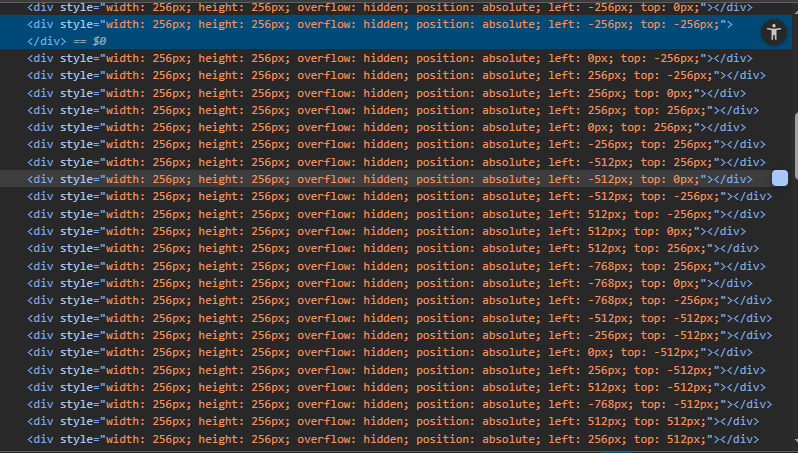 <div style="width: 256px; height: 256px; overflow: hidden; position: absolute; left: -256px; top: 0px;"></div>
<div style="width: 256px; height: 256px; overflow: hidden; position: absolute; left: -256px; top: -256px;">
</div> == $0
<div style="width: 256px; height: 256px; overflow: hidden; position: absolute; left: 0px; top: -256px;"></div>
<div style="width: 256px; height: 256px; overflow: hidden; position: absolute; left: 256px; top: -256px;"></div>
<div style="width: 256px; height: 256px; overflow: hidden; position: absolute; left: 256px; top: 0px;"></div>
<div style="width: 256px; height: 256px; overflow: hidden; position: absolute; left: 256px; top: 256px;"></div>
<div style="width: 256px; height: 256px; overflow: hidden; position: absolute; left: 0px; top: 256px;"></div>
<div style="width: 256px; height: 256px; overflow: hidden; position: absolute; left: -256px; top: 256px;"></div>
<div style="width: 256px; height: 256px; overflow: hidden; position: absolute; left: -512px; top: 256px;"></div>
<div style="width: 256px; height: 256px; overflow: hidden; position: absolute; left: -512px; top: 0px;"></div>
<div style="width: 256px; height: 256px; overflow: hidden; position: absolute; left: -512px; top: -256px;"></div>
<div style="width: 256px; height: 256px; overflow: hidden; position: absolute; left: 512px; top: -256px;"></div>
<div style="width: 256px; height: 256px; overflow: hidden; position: absolute; left: 512px; top: 0px;"></div>
<div style="width: 256px; height: 256px; overflow: hidden; position: absolute; left: 512px; top: 256px;"></div>
<div style="width: 256px; height: 256px; overflow: hidden; position: absolute; left: -768px; top: 256px;"></div>
<div style="width: 256px; height: 256px; overflow: hidden; position: absolute; left: -768px; top: 0px;"></div>
<div style="width: 256px; height: 256px; overflow: hidden; position: absolute; left: -768px; top: -256px;"></div>
<div style="width: 256px; height: 256px; overflow: hidden; position: absolute; left: -512px; top: -512px;"></div>
<div style="width: 256px; height: 256px; overflow: hidden; position: absolute; left: -256px; top: -512px;"></div>
<div style="width: 256px; height: 256px; overflow: hidden; position: absolute; left: 0px; top: -512px;"></div>
<div style="width: 256px; height: 256px; overflow: hidden; position: absolute; left: 256px; top: -512px;"></div>
<div style="width: 256px; height: 256px; overflow: hidden; position: absolute; left: 512px; top: -512px;"></div>
<div style="width: 256px; height: 256px; overflow: hidden; position: absolute; left: -768px; top: -512px;"></div>
<div style="width: 256px; height: 256px; overflow: hidden; position: absolute; left: 512px; top: 512px;"></div>
<div style="width: 256px; height: 256px; overflow: hidden; position: absolute; left: 256px; top: 512px;"></div>